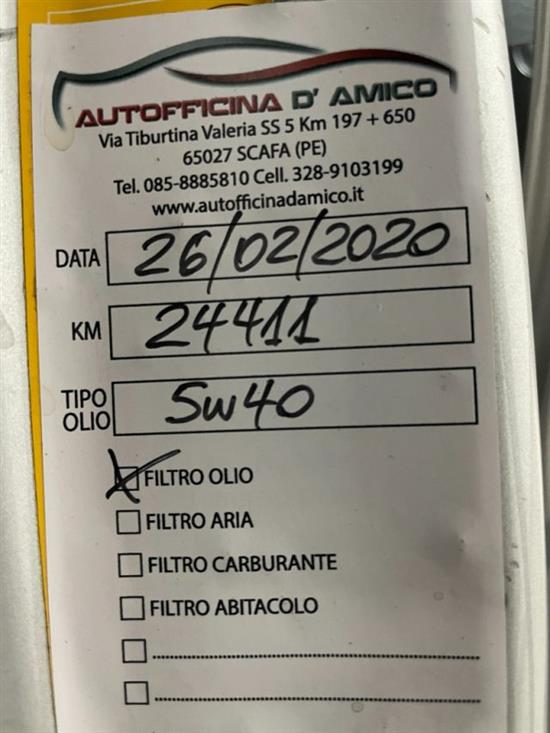 AUTOFFICINA D' AMICO
Via Tiburtina Valeria SS 5 Km 197 + 650
65027 SCAFA (PE)
Tel. 085-8885810 Cell. 328-9103199
www.autofficinadamico.it
DATA 26/02/2020
KM 24411
TIPO OLIO 5w40
FILTRO OLIO
FILTRO ARIA
FILTRO CARBURANTE
FILTRO ABITACOLO